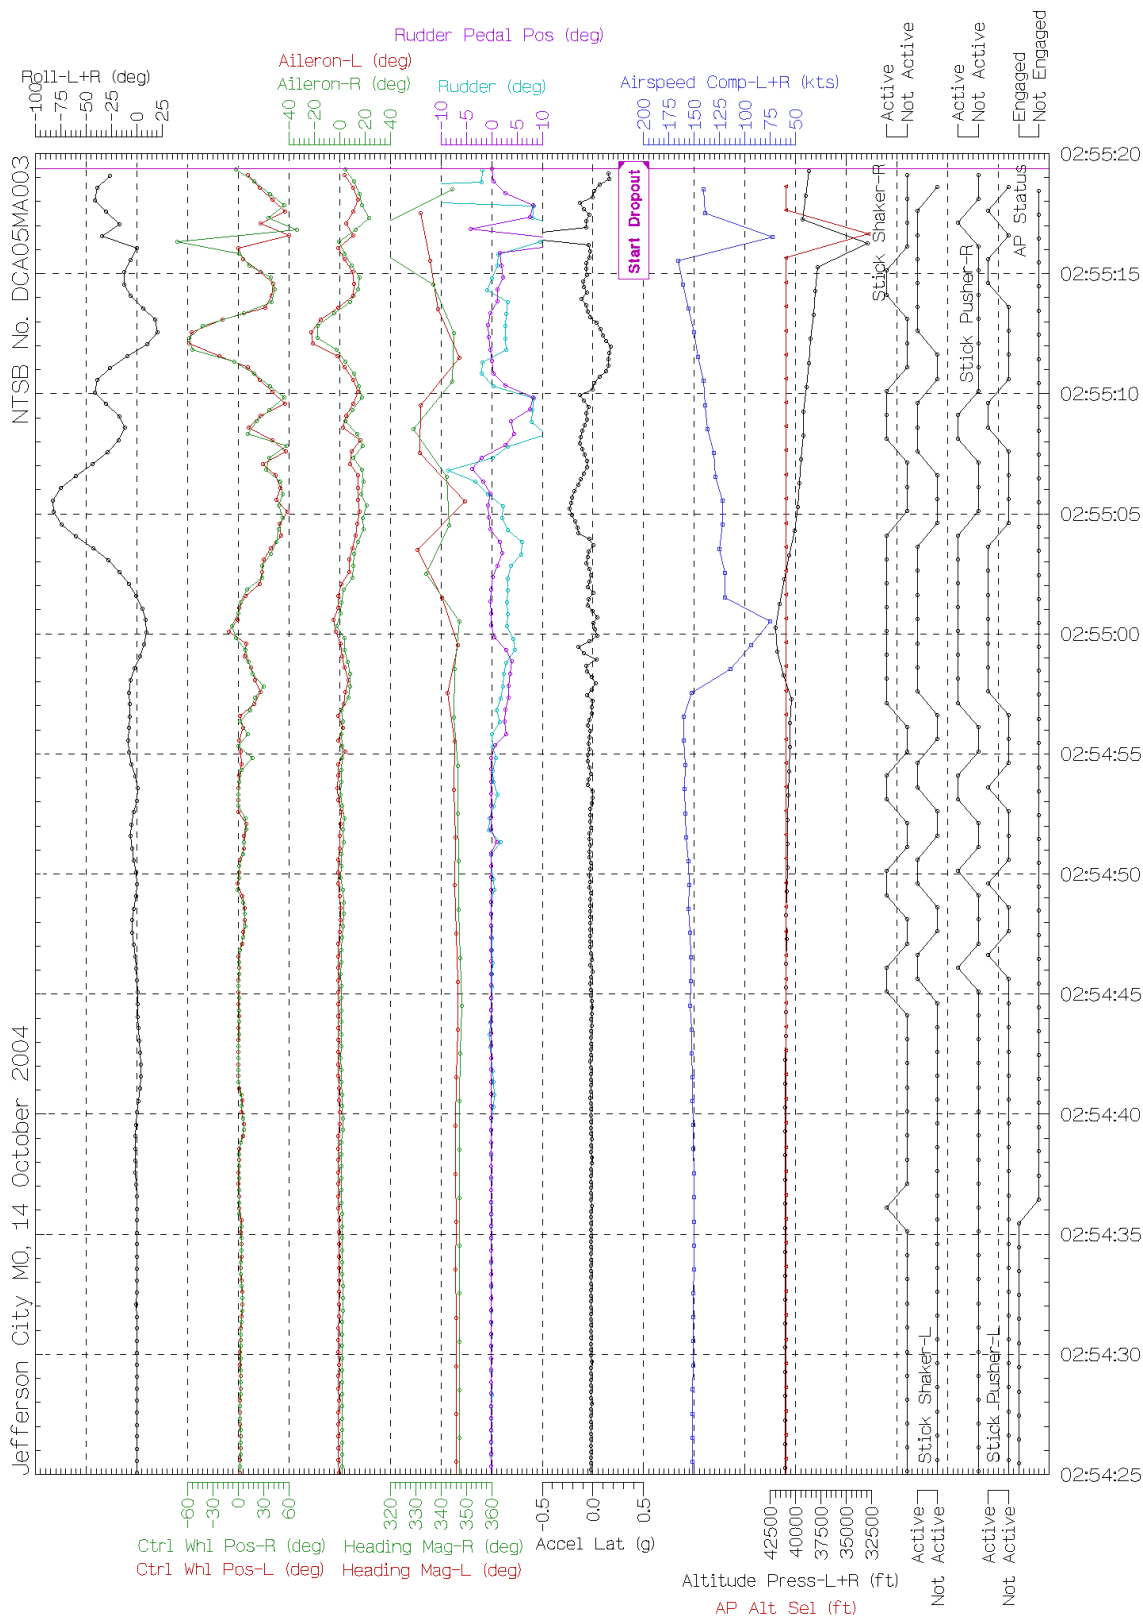 Rudder Pedal Pos (deg)
Aileron-L (deg)
Roll-L+R (deg)
Aileron-R (deg)
Rudder (deg)
Airspeed Comp-L+R (kts)
Active
Not Active
Active
Not Active
Engaged
Not Engaged
100
-75
-50
-25
0
25
-40
-20
0
20
40
-10
-5
0
5
10
200
175
150
125
100
75
50
NTSB No. DCA05MA003
Jefferson City MO, 14 October 2004
Start Dropout
Stick Shaker-R
Stick Pusher-R
AP Status
Stick Shaker-L
Stick Pusher-L
02:55:20
02:55:15
02:55:10
02:55:05
02:55:00
02:54:55
02:54:50
02:54:45
02:54:40
02:54:35
02:54:30
02:54:25
-60
-30
0
30
60
320
330
340
350
360
-0.5
0.0
0.5
42500
40000
37500
35000
32500
Active
Not Active
Active
Not Active
Ctrl Whl Pos-R (deg)
Heading Mag-R (deg)
Accel Lat (g)
Ctrl Whl Pos-L (deg)
Heading Mag-L (deg)
Altitude Press-L+R (ft)
AP Alt Sel (ft)